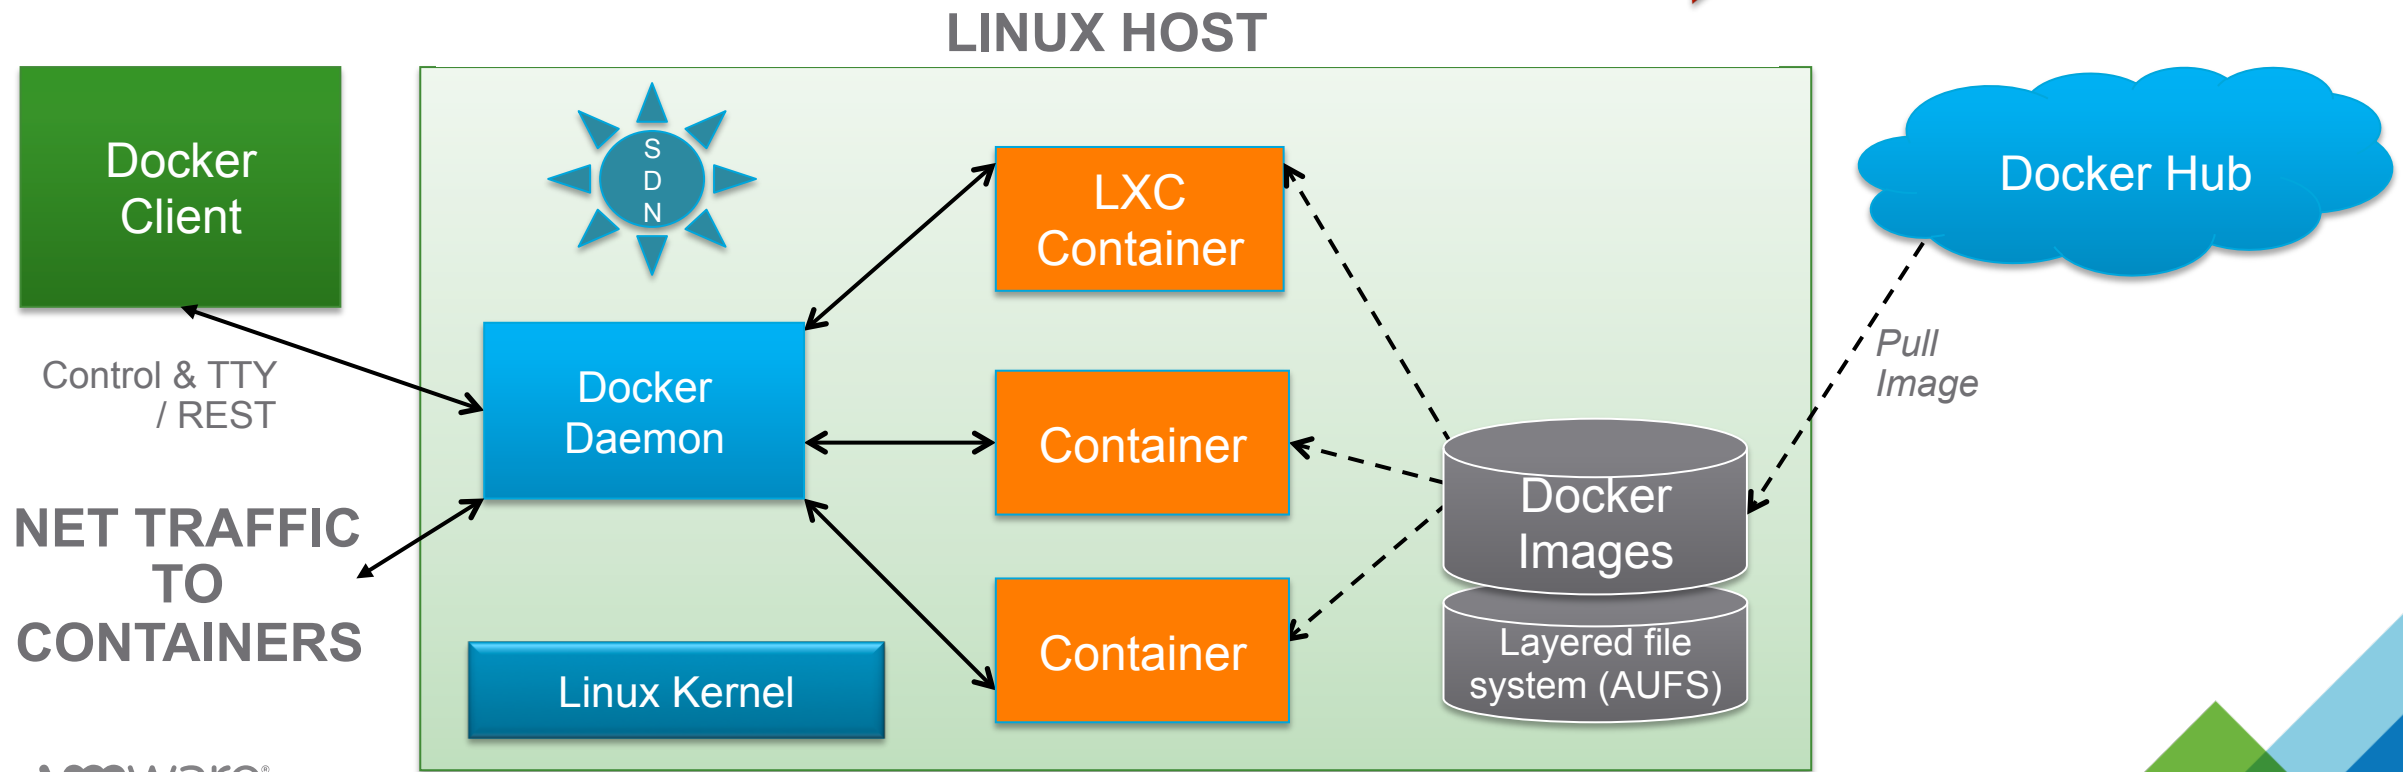 LINUX HOST
Docker
Client
S
D
N
LXC
Container
Docker Hub
Control & TTY
/ REST
Docker
Daemon
Container
Pull
Image
Docker
Images
NET TRAFFIC
TO
CONTAINERS
Linux Kernel
Container
Layered file
system (AUFS)
vmware®